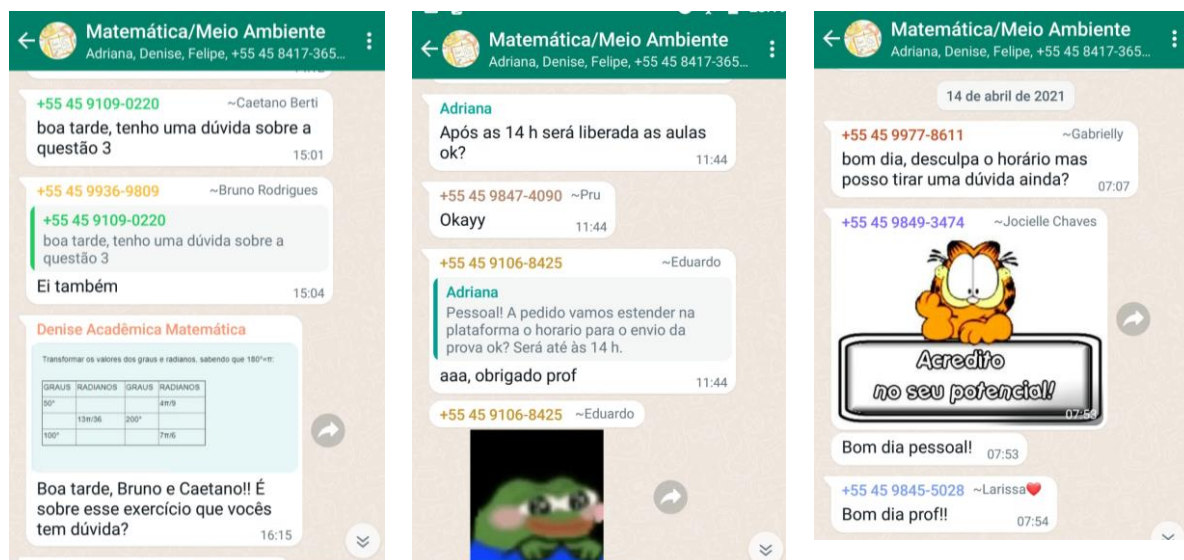 Matemática/Meio Ambiente
Adriana, Denise, Felipe, +55 45 8417-365...
+55 45 9109-0220 ~Caetano Berti
boa tarde, tenho uma dúvida sobre a
questão 3
15:01
+55 45 9936-9809 ~Bruno Rodrigues
+55 45 9109-0220
boa tarde, tenho uma dúvida sobre a
questão 3
Ei também
15:04
Denise Acadêmica Matemática
Transformar os valores dos graus e radianos, sabendo que 180°=π:
GRAUS RADIANOS GRAUS RADIANOS
50° 4π/9
13π/36 200°
100° 7π/6
Boa tarde, Bruno e Caetano!! É
sobre esse exercício que vocês
tem dúvida?
16:15
Matemática/Meio Ambiente
Adriana, Denise, Felipe, +55 45 8417-365...
Adriana
Após as 14 h será liberada as aulas
ok?
11:44
+55 45 9847-4090 ~Pru
Okayy
11:44
+55 45 9106-8425 ~Eduardo
Adriana
Pessoal! A pedido vamos estender na
plataforma o horario para o envio da
prova ok? Será até às 14 h.
aaa, obrigado prof
11:44
+55 45 9106-8425 ~Eduardo
Matemática/Meio Ambiente
Adriana, Denise, Felipe, +55 45 8417-365...
14 de abril de 2021
+55 45 9977-8611 ~Gabrielly
bom dia, desculpa o horário mas
posso tirar uma dúvida ainda?
07:07
+55 45 9849-3474 ~Jocielle Chaves
Acredito
no seu potencial!
07:53
Bom dia pessoal! 07:53
+55 45 9845-5028 ~Larissa❤️
Bom dia prof!!
07:54